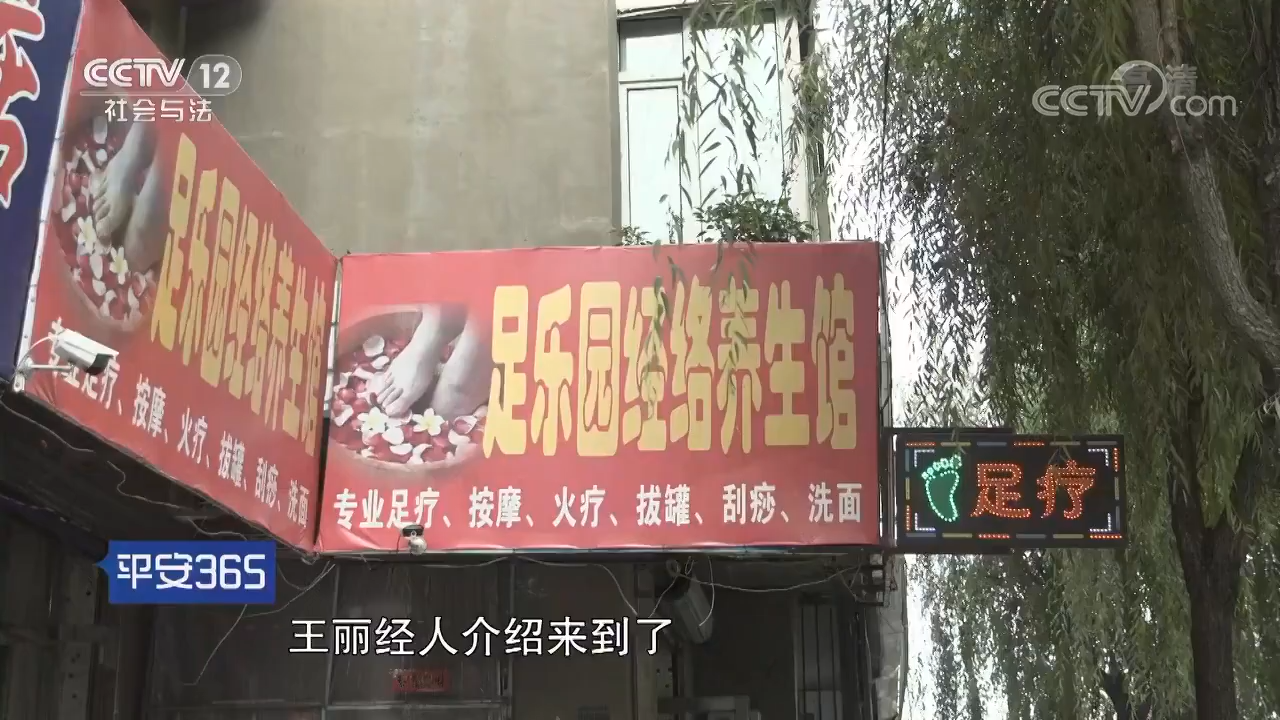 CCTV 12
社会与法
高清
CCTV.com
足乐园经络养生馆
专业足疗、按摩、火疗、拔罐、刮痧、洗面
足乐园经络养生馆
专业足疗、按摩、火疗、拔罐、刮痧、洗面
足疗
平安365
王丽经人介绍来到了